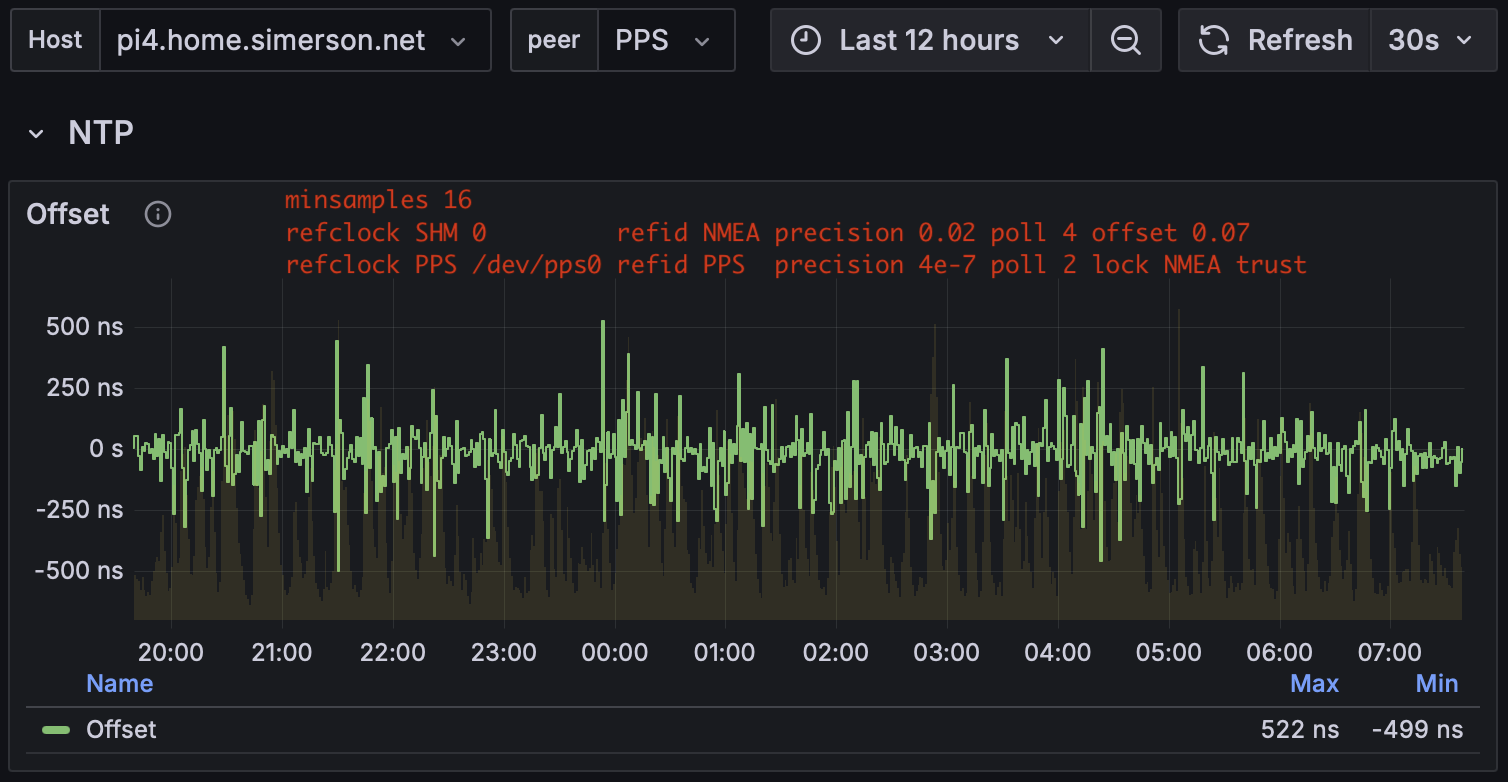 Host pi4.home.simerson.net peer PPS Last 12 hours Refresh 30s
NTP
Offset
minsamples 16
refclock SHM 0 refid NMEA precision 0.02 poll 4 offset 0.07
refclock PPS /dev/pps0 refid PPS precision 4e-7 poll 2 lock NMEA trust
500 ns
250 ns
0 s
-250 ns
-500 ns
20:00 21:00 22:00 23:00 00:00 01:00 02:00 03:00 04:00 05:00 06:00 07:00
Name Max Min
Offset 522 ns -499 ns